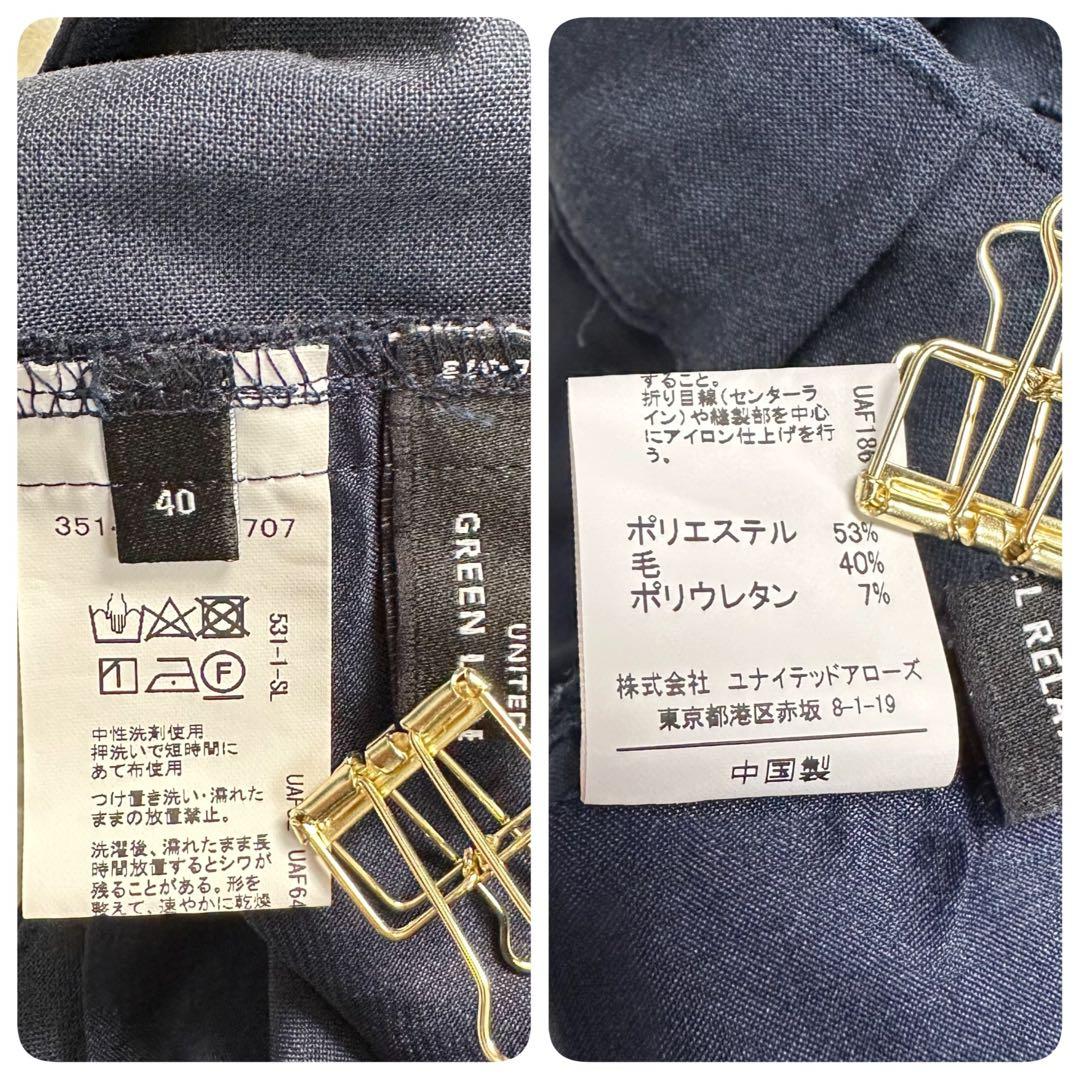 40
351
707
531-I-SL
中性洗剤使用
押洗いで短時間に
あて布使用
つけ置き洗い・濡れた
ままの放置禁止。
洗濯後、濡れたまま長
時間放置するとシワが
残ることがある。形を
整えて、速やかに乾燥
UAF64
GREEN
UNITED
すること。
折り目線(センターラ
イン)や縫製部を中心
にアイロン仕上げを行
う。
UAF186
ポリエステル 53%
毛 40%
ポリウレタン 7%
株式会社 ユナイテッドアローズ
東京都港区赤坂 8-1-19
中国製